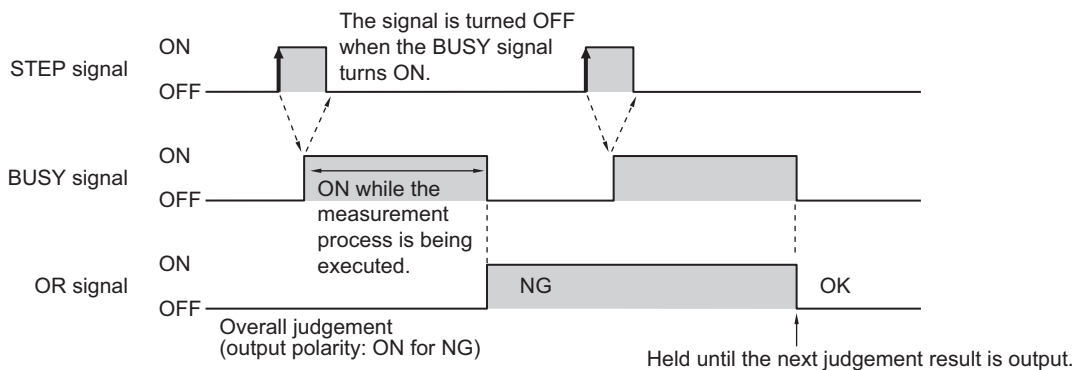 The signal is turned OFF
when the BUSY signal
turns ON.
ON
STEP signal
OFF
ON
BUSY signal
OFF
ON while the
measurement
process is being
executed.
ON
OR signal
NG
OK
OFF
Overall judgement
(output polarity: ON for NG)
Held until the next judgement result is output.